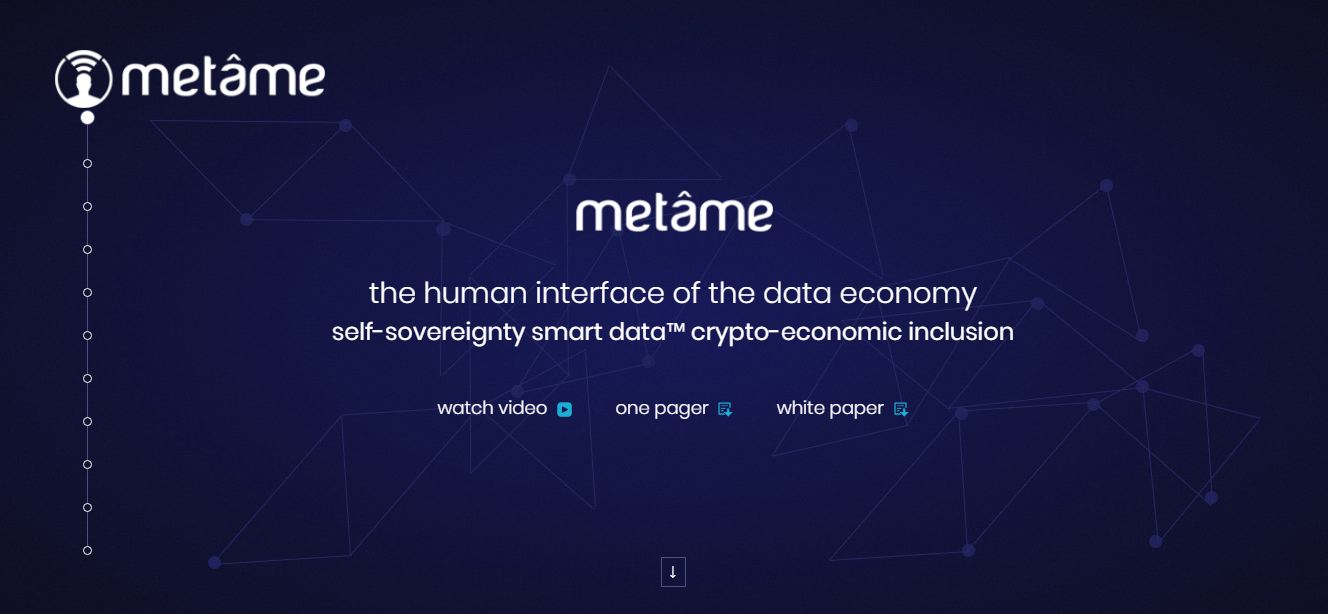 metâme
metâme
the human interface of the data economy
self-sovereignty smart data™ crypto-economic inclusion
watch video one pager white paper